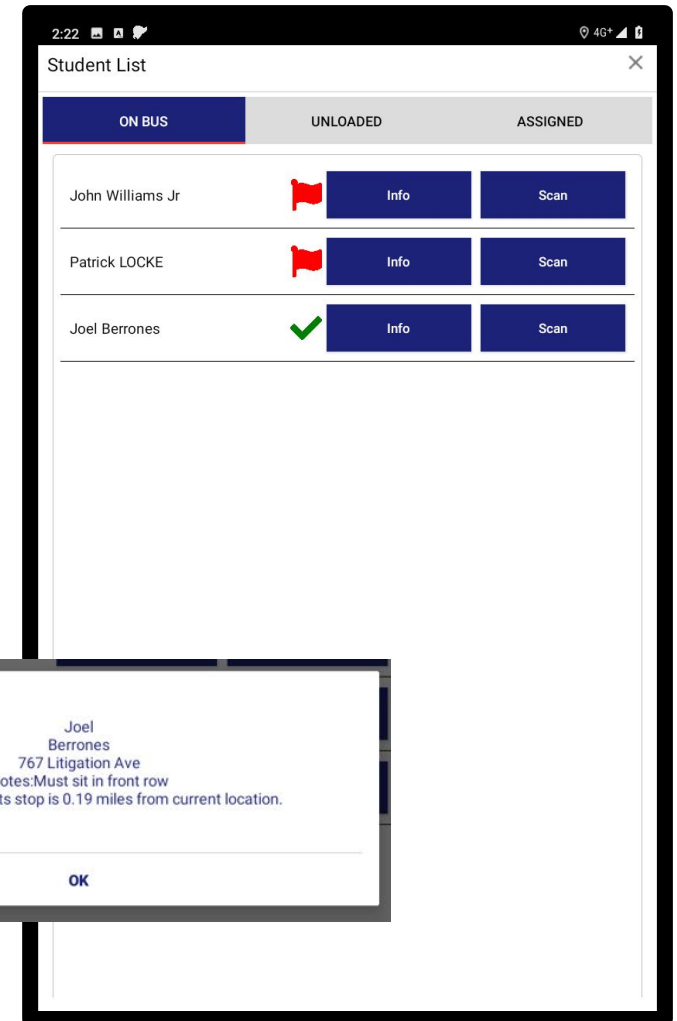 2:22 4G+
Student List
ON BUS UNLOADED ASSIGNED
John Williams Jr Info Scan
Patrick LOCKE Info Scan
Joel Berrones Info Scan
Joel
Berrones
767 Litigation Ave
otes:Must sit in front row
ts stop is 0.19 miles from current location.
OK